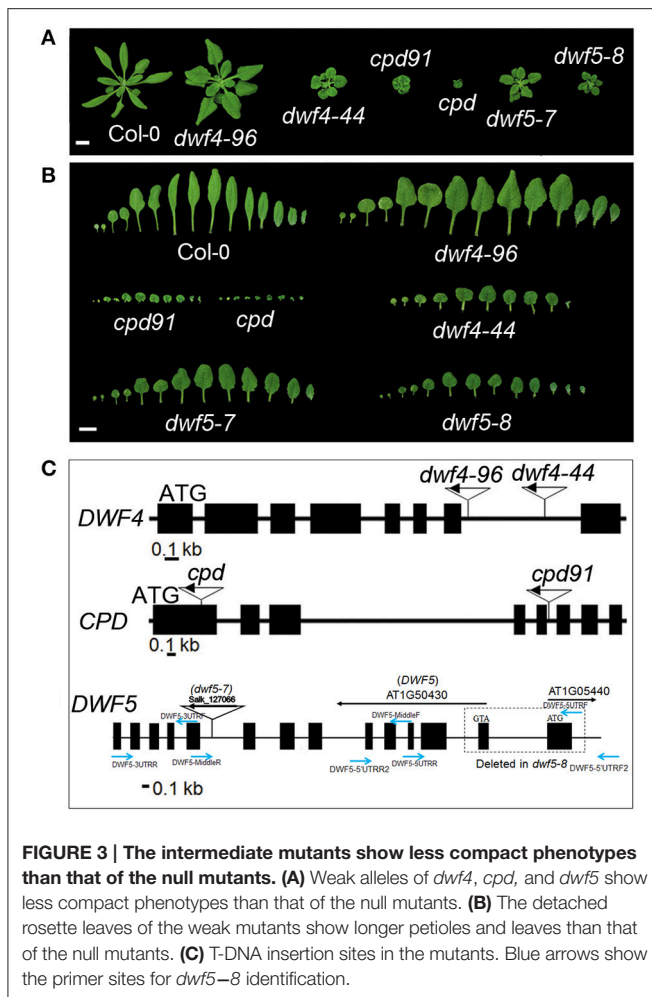 A
Col-0
dwf4-96
dwf4-44
cpd91
cpd
dwf5-7
dwf5-8
B
Col-0
dwf4-96
cpd91
cpd
dwf4-44
dwf5-7
dwf5-8
C
dwf4-96
dwf4-44
ATG
DWF4
0.1 kb
cpd
cpd91
ATG
CPD
0.1 kb
DWF5
(dwf5-7)
Salk_127066
(DWF5)
AT1G50430
AT1G05440
DWF5-3UTRF
DWF5-MiddleF
DWF5-5UTRF
GTA
ATG
DWF5-3UTRR
DWF5-MiddleR
DWF5-5'UTRR2
DWF5-5UTRR
Deleted in dwf5-8
DWF5-5'UTRF2
0.1 kb
FIGURE 3 | The intermediate mutants show less compact phenotypes
than that of the null mutants. (A) Weak alleles of dwf4, cpd, and dwf5 show
less compact phenotypes than that of the null mutants. (B) The detached
rosette leaves of the weak mutants show longer petioles and leaves than that
of the null mutants. (C) T-DNA insertion sites in the mutants. Blue arrows show
the primer sites for dwf5−8 identification.